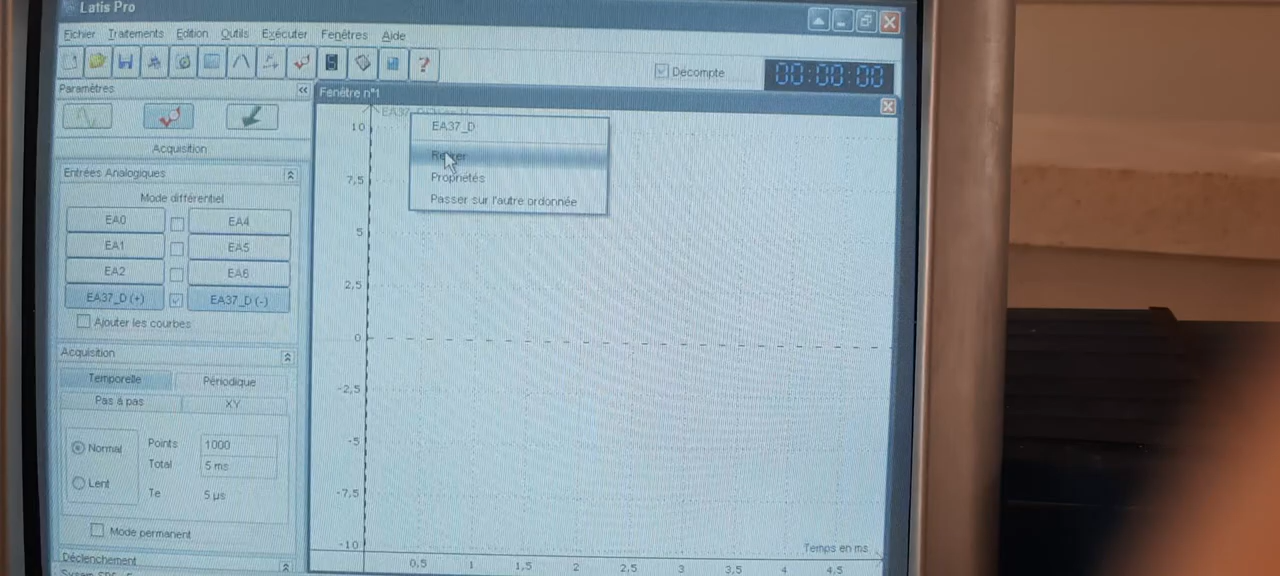 Latis Pro
Fichier Traitements Edition Outils Exécuter Fenêtres Aide
Décompte 00:00:00
Paramètres
Fenêtre n°1
Acquisition
Entrées Analogiques
Mode différentiel
EA0 EA4
EA1 EA5
EA2 EA6
EA37_D (+) EA37_D (-)
Ajouter les courbes
Acquisition
Temporelle Périodique
Pas à pas XY
Normal
Lent
Points 1000
Total 5 ms
Te 5 µs
Mode permanent
Déclenchement
EA37_D
Propriétés
Passer sur l'autre ordonnée
10
7,5
5
2,5
0
-2,5
-5
-7,5
-10
Temps en ms
0,5 1 1,5 2 2,5 3 3,5 4 4,5